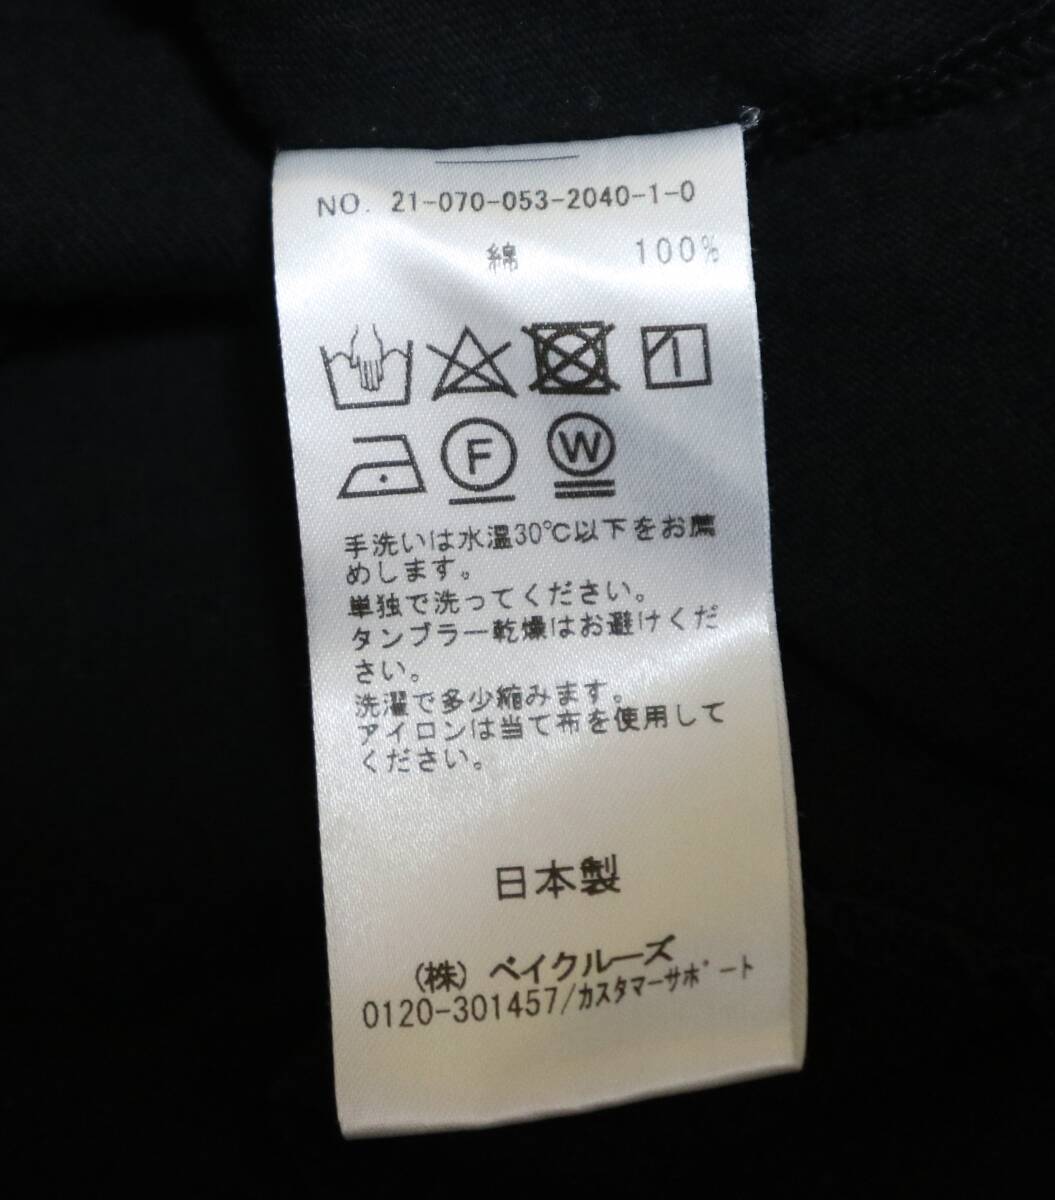 NO. 21-070-053-2040-1-0
綿 100%
F W
手洗いは水温30℃以下をお薦
めします。
単独で洗ってください。
タンブラー乾燥はお避けくだ
さい。
洗濯で多少縮みます。
アイロンは当て布を使用して
ください。
日本製
(株) ベイクルーズ
0120-301457/カスタマーサポート